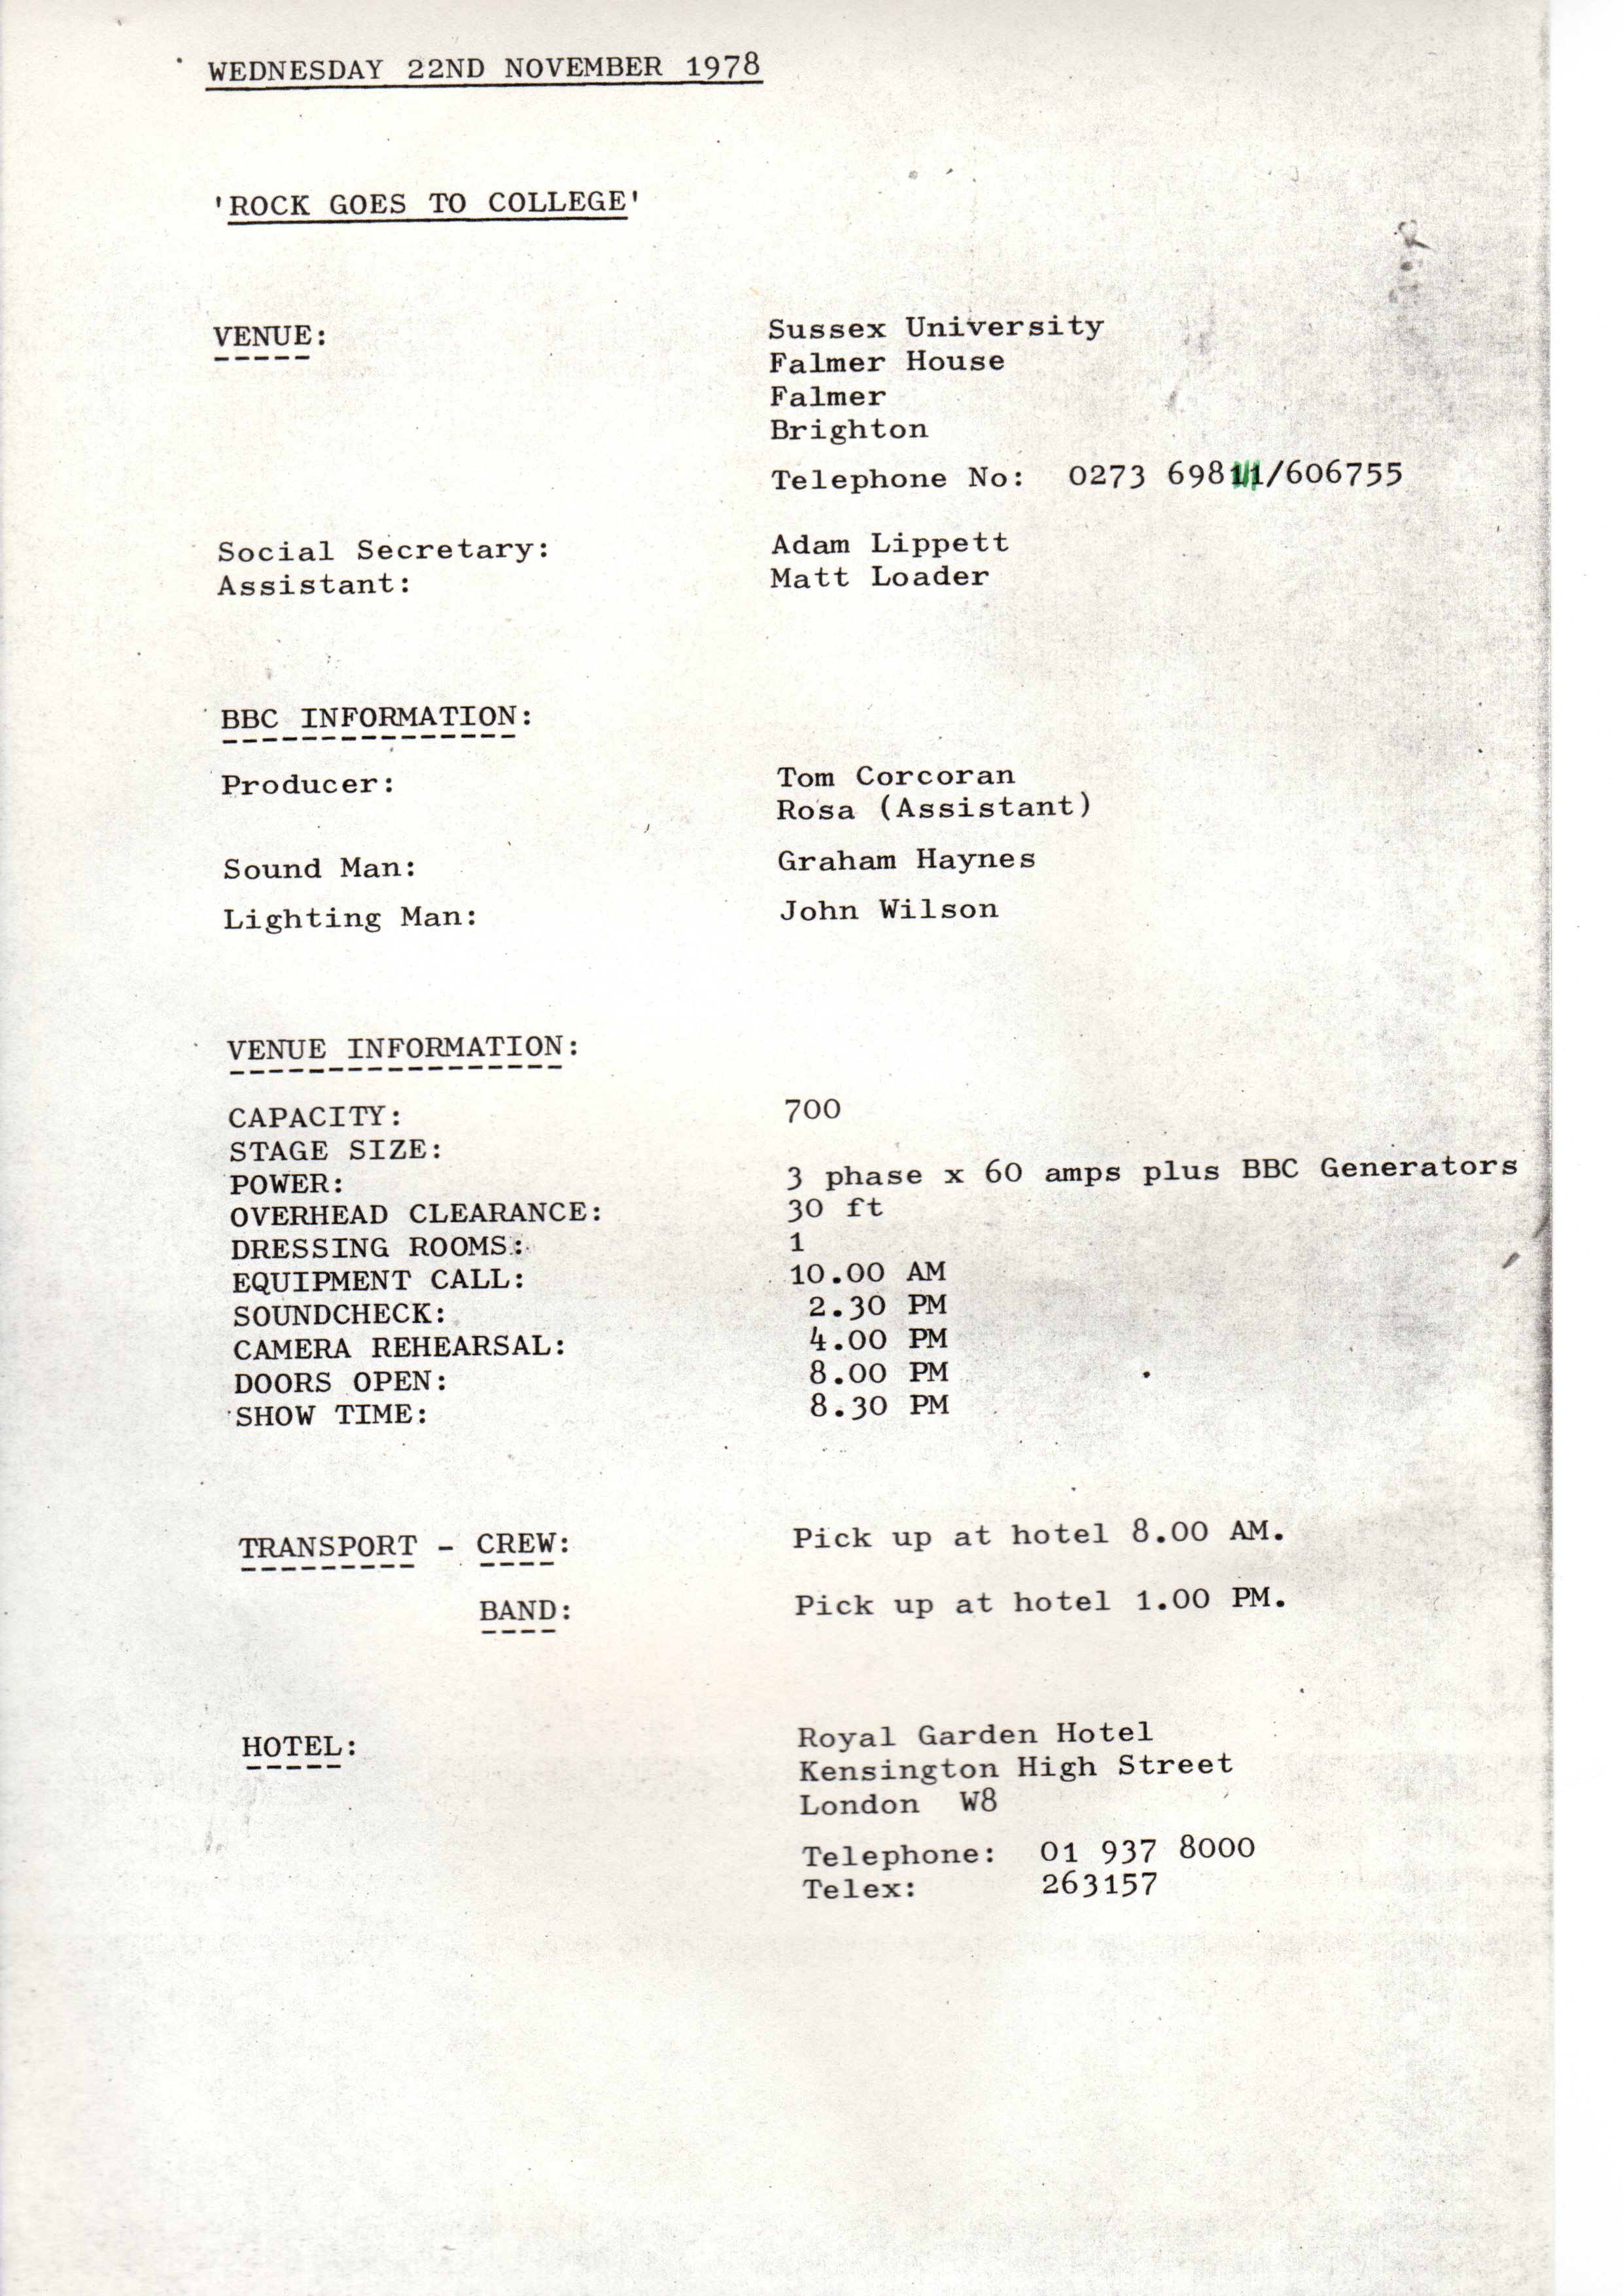 WEDNESDAY 22ND NOVEMBER 1978
'ROCK GOES TO COLLEGE'
VENUE: Sussex University
Falmer House
Falmer
Brighton
Telephone No: 0273 69811/606755
Social Secretary: Adam Lippett
Assistant: Matt Loader
BBC INFORMATION:
Producer: Tom Corcoran
Rosa (Assistant)
Sound Man: Graham Haynes
Lighting Man: John Wilson
VENUE INFORMATION:
CAPACITY: 700
STAGE SIZE:
POWER: 3 phase x 60 amps plus BBC Generators
OVERHEAD CLEARANCE: 30 ft
DRESSING ROOMS: 1
EQUIPMENT CALL: 10.00 AM
SOUNDCHECK: 2.30 PM
CAMERA REHEARSAL: 4.00 PM
DOORS OPEN: 8.00 PM
SHOW TIME: 8.30 PM
TRANSPORT - CREW: Pick up at hotel 8.00 AM.
BAND: Pick up at hotel 1.00 PM.
HOTEL: Royal Garden Hotel
Kensington High Street
London W8
Telephone: 01 937 8000
Telex: 263157